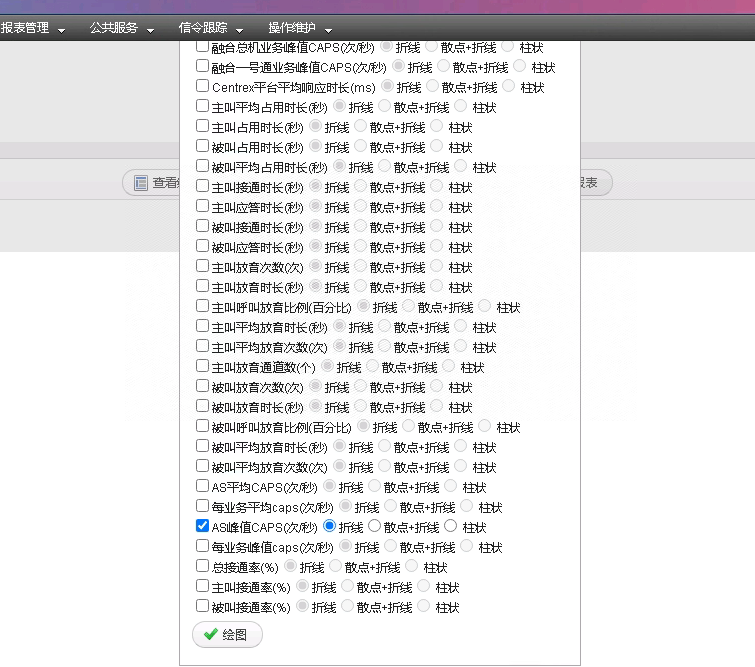 报表管理 公共服务 信令跟踪 操作维护
融合总机业务峰值CAPS(次/秒) 折线 散点+折线 柱状
融合一号通业务峰值CAPS(次/秒) 折线 散点+折线 柱状
Centrex平台平均响应时长(ms) 折线 散点+折线 柱状
主叫平均占用时长(秒) 折线 散点+折线 柱状
主叫占用时长(秒) 折线 散点+折线 柱状
被叫占用时长(秒) 折线 散点+折线 柱状
被叫平均占用时长(秒) 折线 散点+折线 柱状
查看 报表
主叫接通时长(秒) 折线 散点+折线 柱状
主叫应答时长(秒) 折线 散点+折线 柱状
被叫接通时长(秒) 折线 散点+折线 柱状
被叫应答时长(秒) 折线 散点+折线 柱状
主叫放音次数(次) 折线 散点+折线 柱状
主叫放音时长(秒) 折线 散点+折线 柱状
主叫呼叫放音比例(百分比) 折线 散点+折线 柱状
主叫平均放音时长(秒) 折线 散点+折线 柱状
主叫平均放音次数(次) 折线 散点+折线 柱状
主叫放音通道数(个) 折线 散点+折线 柱状
被叫放音次数(次) 折线 散点+折线 柱状
被叫放音时长(秒) 折线 散点+折线 柱状
被叫呼叫放音比例(百分比) 折线 散点+折线 柱状
被叫平均放音时长(秒) 折线 散点+折线 柱状
被叫平均放音次数(次) 折线 散点+折线 柱状
AS平均CAPS(次/秒) 折线 散点+折线 柱状
每业务平均caps(次/秒) 折线 散点+折线 柱状
AS峰值CAPS(次/秒) 折线 散点+折线 柱状
每业务峰值caps(次/秒) 折线 散点+折线 柱状
总接通率(%) 折线 散点+折线 柱状
主叫接通率(%) 折线 散点+折线 柱状
被叫接通率(%) 折线 散点+折线 柱状
绘图